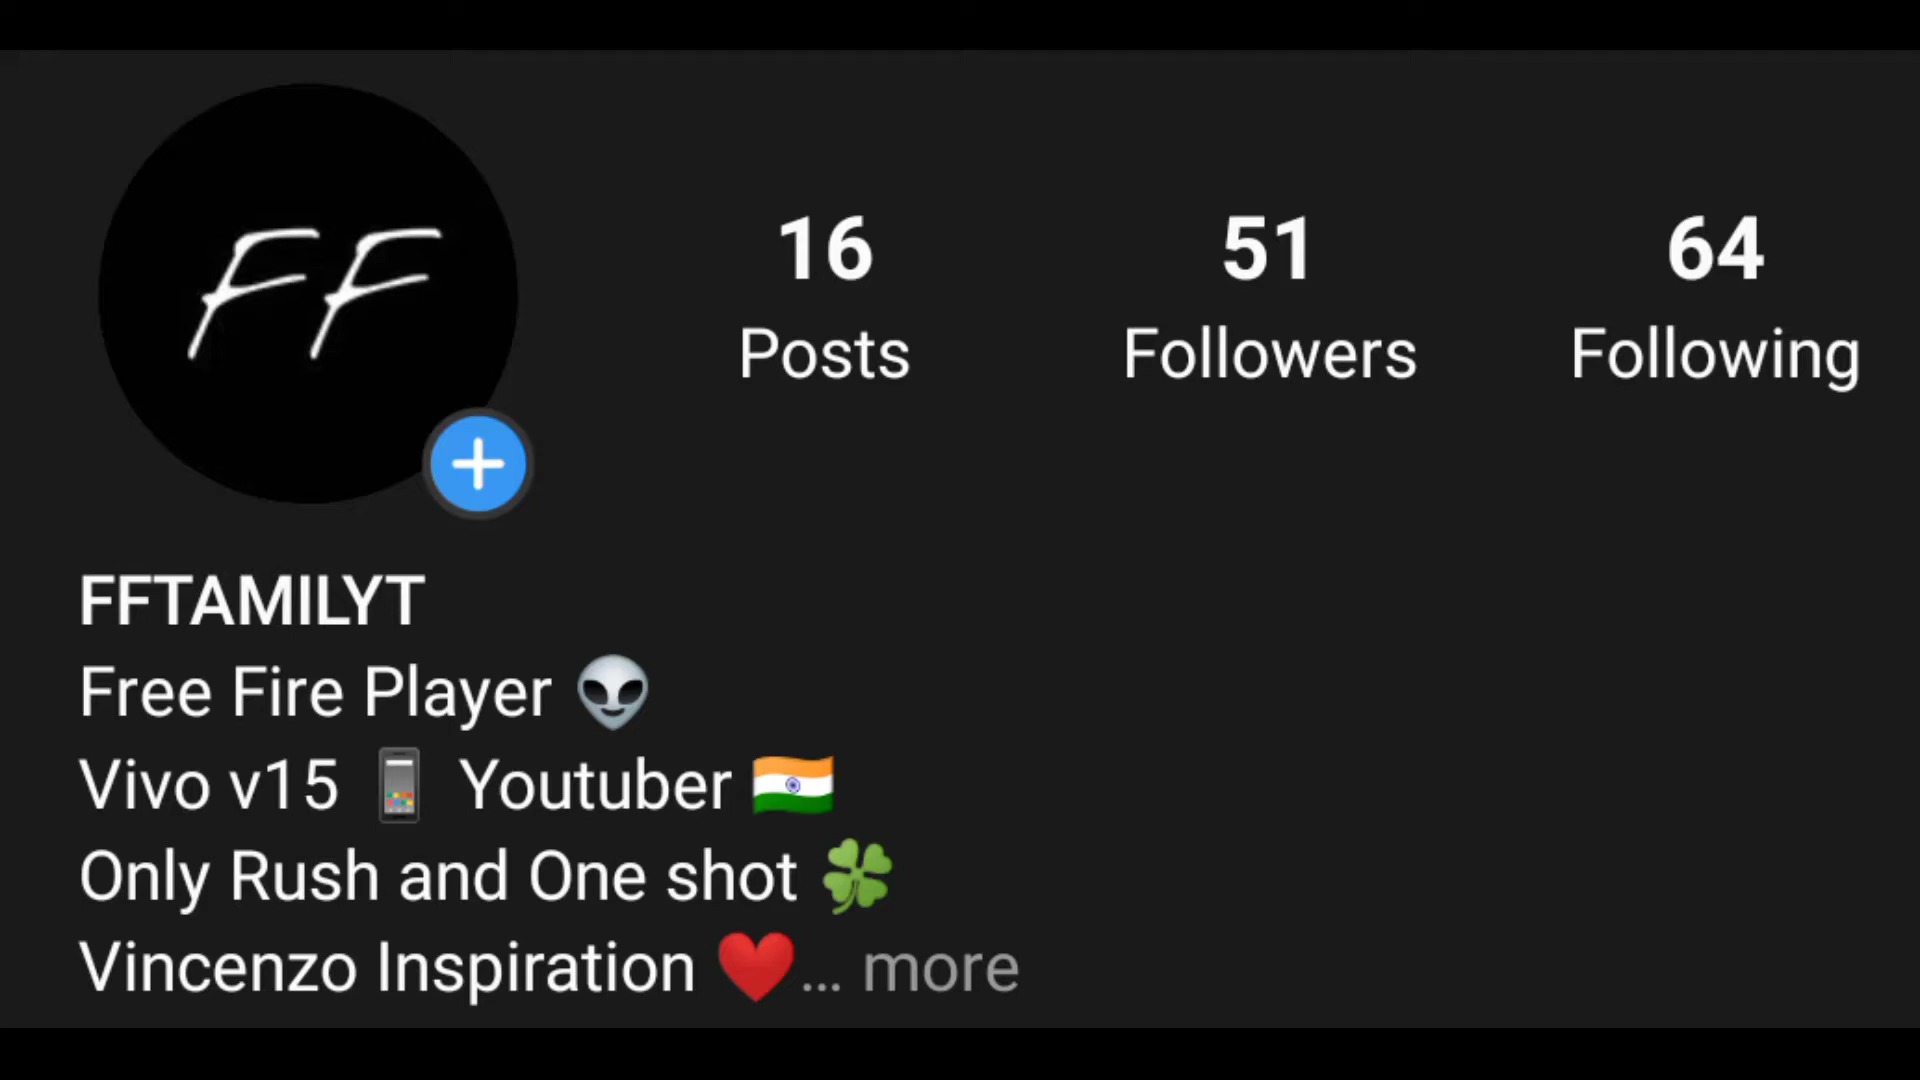 FF
16 51 64
Posts Followers Following
FFTAMILYT
Free Fire Player 👽
Vivo v15 📱 Youtuber 🇮🇳
Only Rush and One shot 🍀
Vincenzo Inspiration ❤️... more